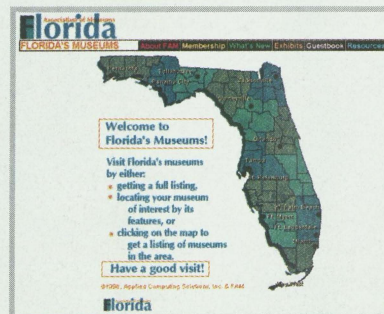 Association of Museums
Florida
FLORIDA'S MUSEUMS
About FAM Membership What's New Exhibits Guestbook Resources
Welcome to
Florida's Museums!
Visit Florida's museums
by either:
getting a full listing,
locating your museum
of interest by its
features, or
clicking on the map to
get a listing of museums
in the area.
Have a good visit!
©1996, Applied Computing Sciences, Inc. & FAM
Florida